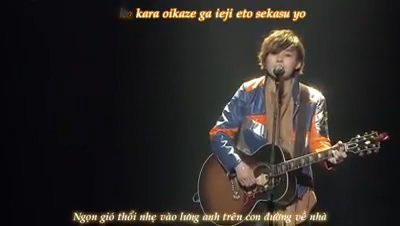 ko kara oikaze ga ieji eto sekasu yo
Ngọn gió thổi nhẹ vào lưng anh trên con đường về nhà